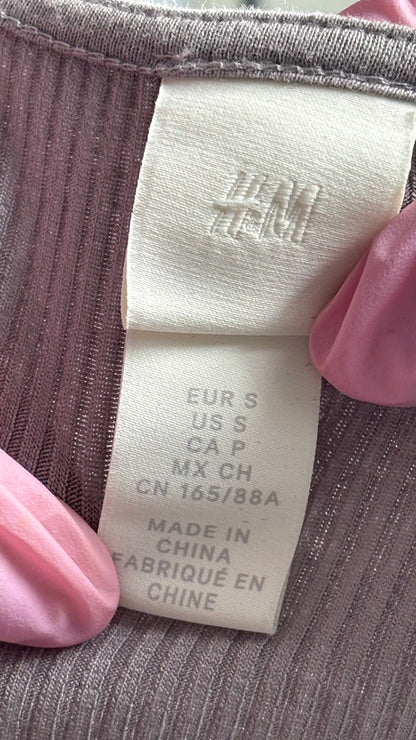 H&M
EUR S
US S
CA P
MX CH
CN 165/88A
MADE IN
CHINA
FABRIQUÉ EN
CHINE